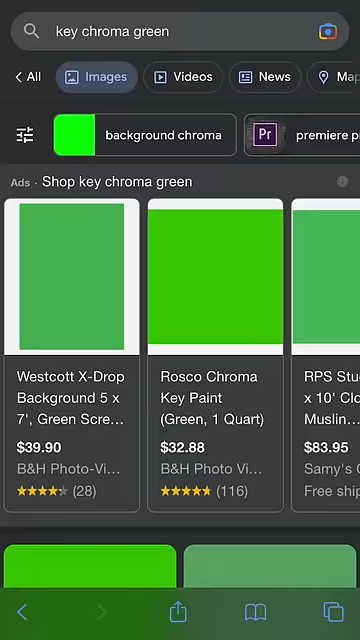 key chroma green
All Images Videos News Map
background chroma Pr premiere p
Ads · Shop key chroma green
Westcott X-Drop
Background 5 x
7', Green Scre...
$39.90
B&H Photo-Vi...
(28)
Rosco Chroma
Key Paint
(Green, 1 Quart)
$32.88
B&H Photo Vi...
(116)
RPS Stu
x 10' Clo
Muslin...
$83.95
Samy's C
Free ship